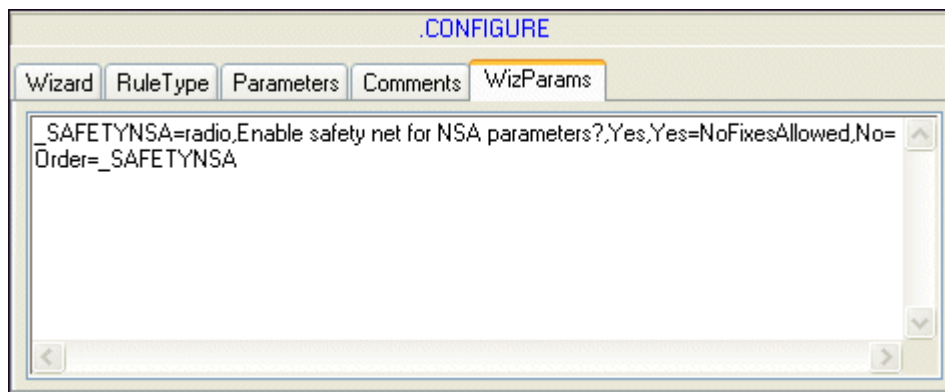 .CONFIGURE
Wizard RuleType Parameters Comments WizParams
_SAFETYNSA=radio,Enable safety net for NSA parameters?,Yes,Yes=NoFixesAllowed,No=
Order=_SAFETYNSA